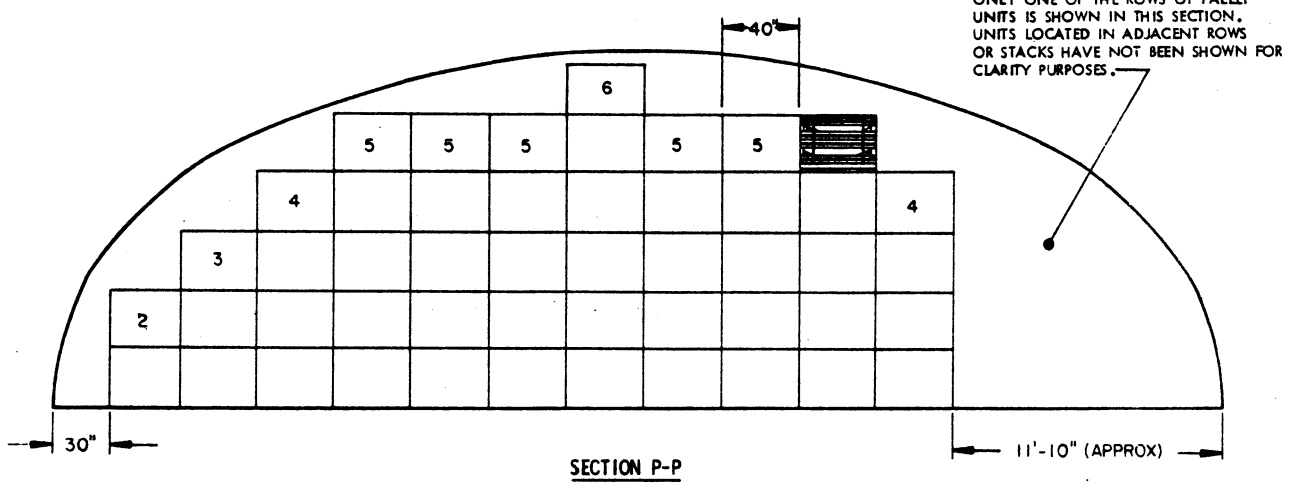 ONLY ONE OF THE ROWS OF PALLET
UNITS IS SHOWN IN THIS SECTION.
UNITS LOCATED IN ADJACENT ROWS
OR STACKS HAVE NOT BEEN SHOWN FOR
CLARITY PURPOSES.
40"
6
5 5 5 5 5
4 4
3
2
30"
11'-10" (APPROX)
SECTION P-P